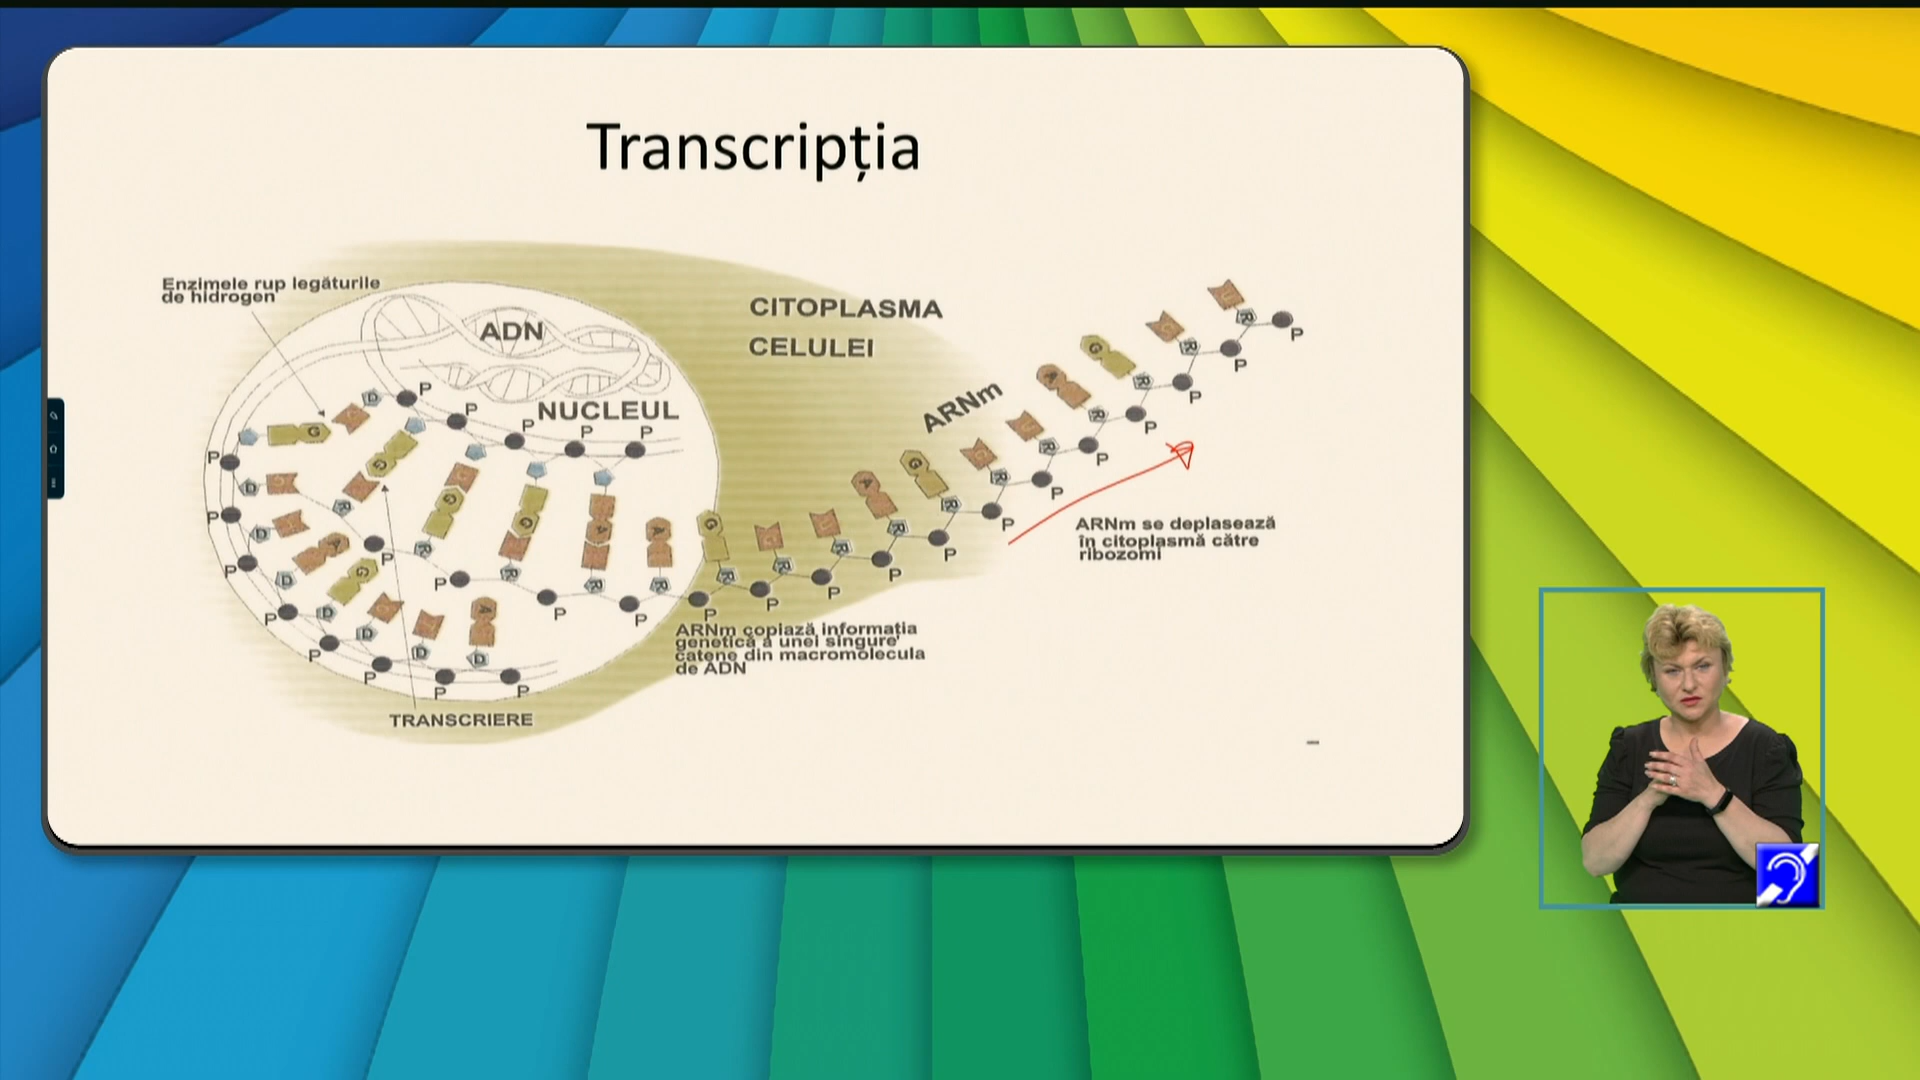 Transcripția
Enzimele rup legăturile
de hidrogen
ADN
NUCLEUL
CITOPLASMA
CELULEI
ARNm
ARNm se deplasează
în citoplasmă către
ribozomi
ARNm copiază informația
genetică a unei singure
catene din macromolecula
de ADN
TRANSCRIERE